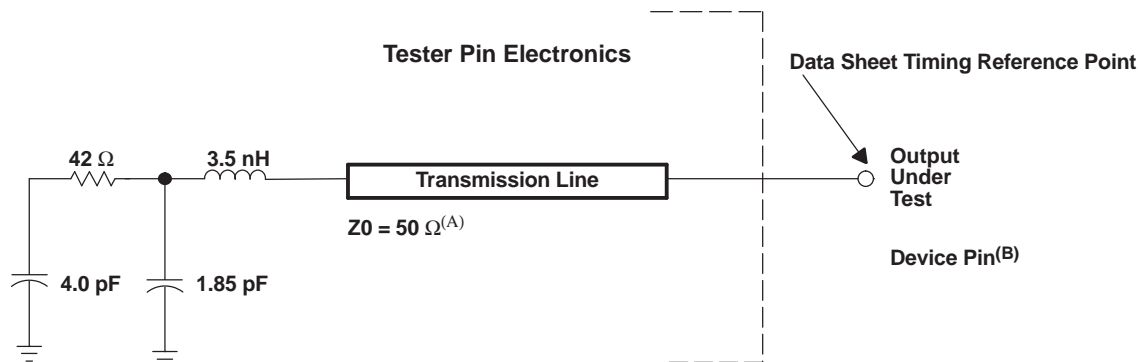 Tester Pin Electronics
Data Sheet Timing Reference Point
42 Ω
3.5 nH
Transmission Line
Output
Under
Test
Z0 = 50 Ω(A)
Device Pin(B)
4.0 pF
1.85 pF